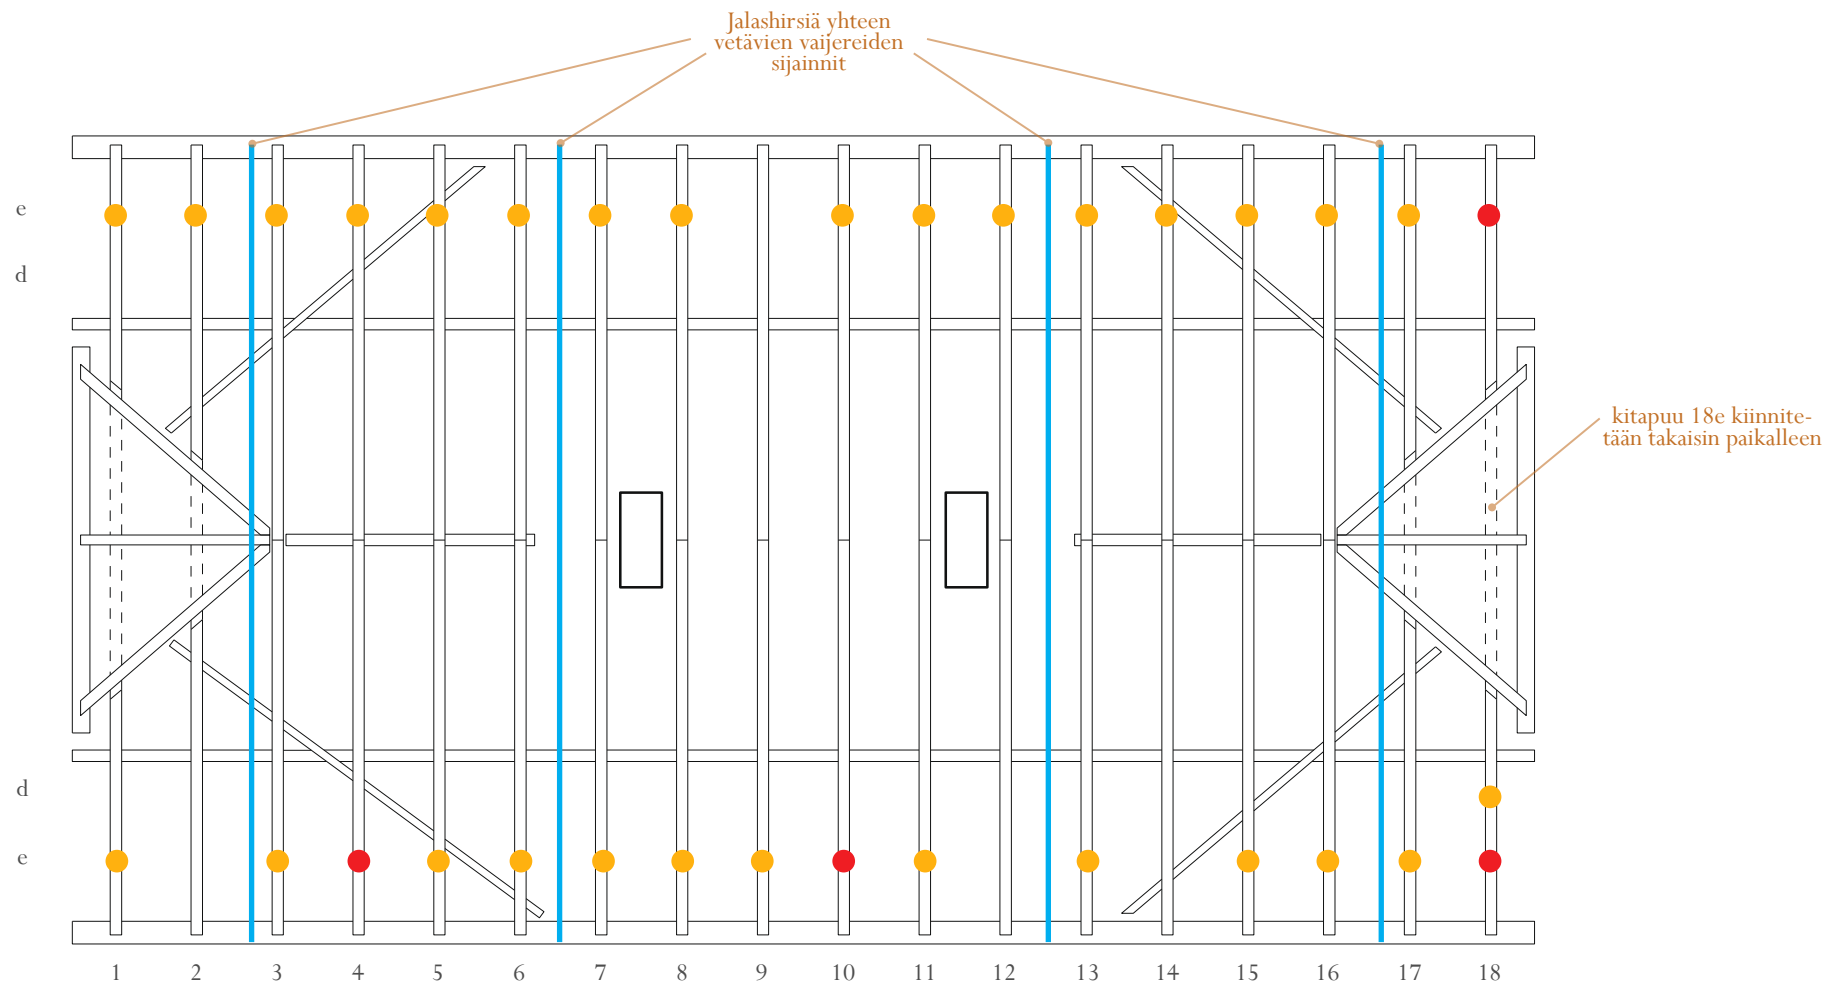 Jalashirsiä yhteen
vetävien vaijereiden
sijainnit
e
d
kitapuu 18e kiinnite-
tään takaisin paikalleen
d
e
1 2 3 4 5 6 7 8 9 10 11 12 13 14 15 16 17 18